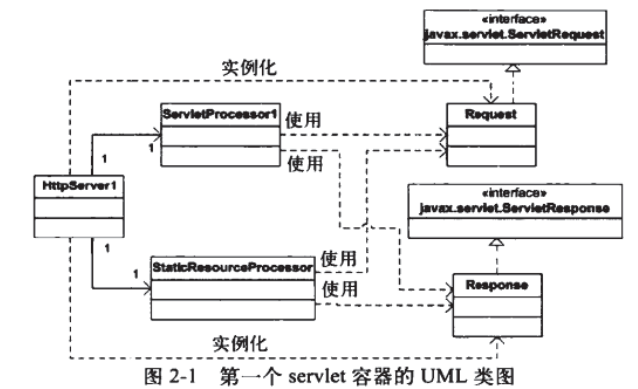 «interface»
javax.servlet.ServletRequest
实例化
ServletProcessor1
使用
Request
1
1
使用
HttpServer1
«interface»
javax.servlet.ServletResponse
1
1
StaticResourceProcessor
使用
使用
Response
实例化
图 2-1 第一个 servlet 容器的 UML 类图